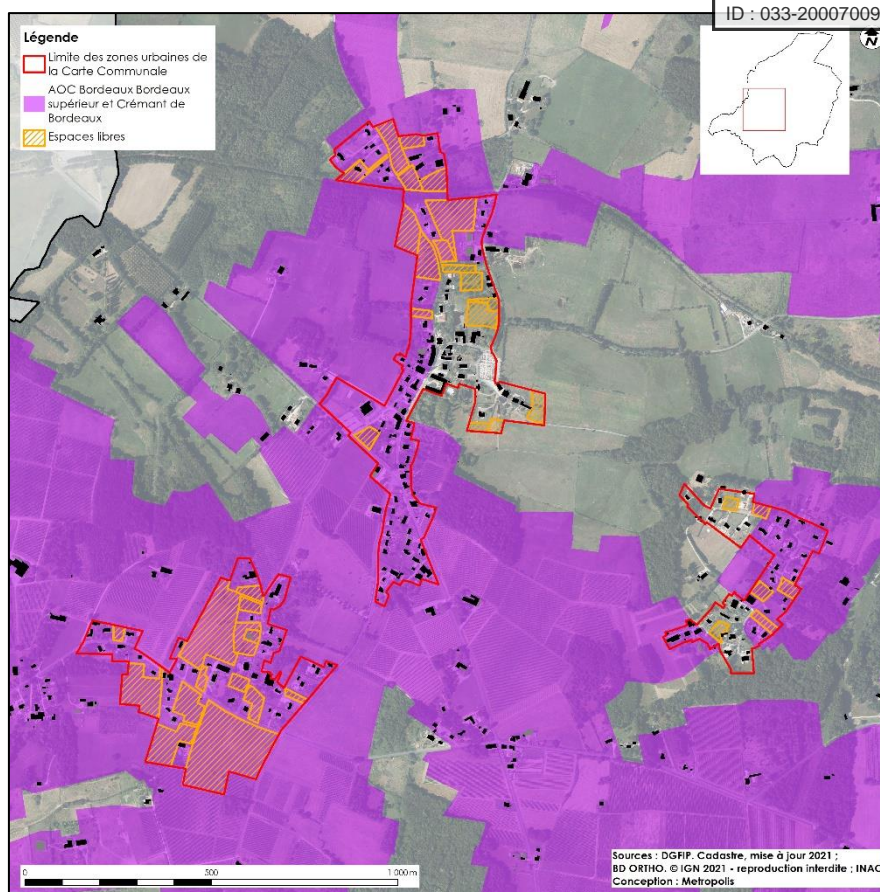 ID : 033-20007009
N
Légende
Limite des zones urbaines de
la Carte Communale
AOC Bordeaux Bordeaux
supérieur et Crémant de
Bordeaux
Espaces libres
0 500 1 000 m
Sources : DGFIP. Cadastre, mise à jour 2021 ;
BD ORTHO. © IGN 2021 - reproduction interdite ; INAO
Conception : Metropolis